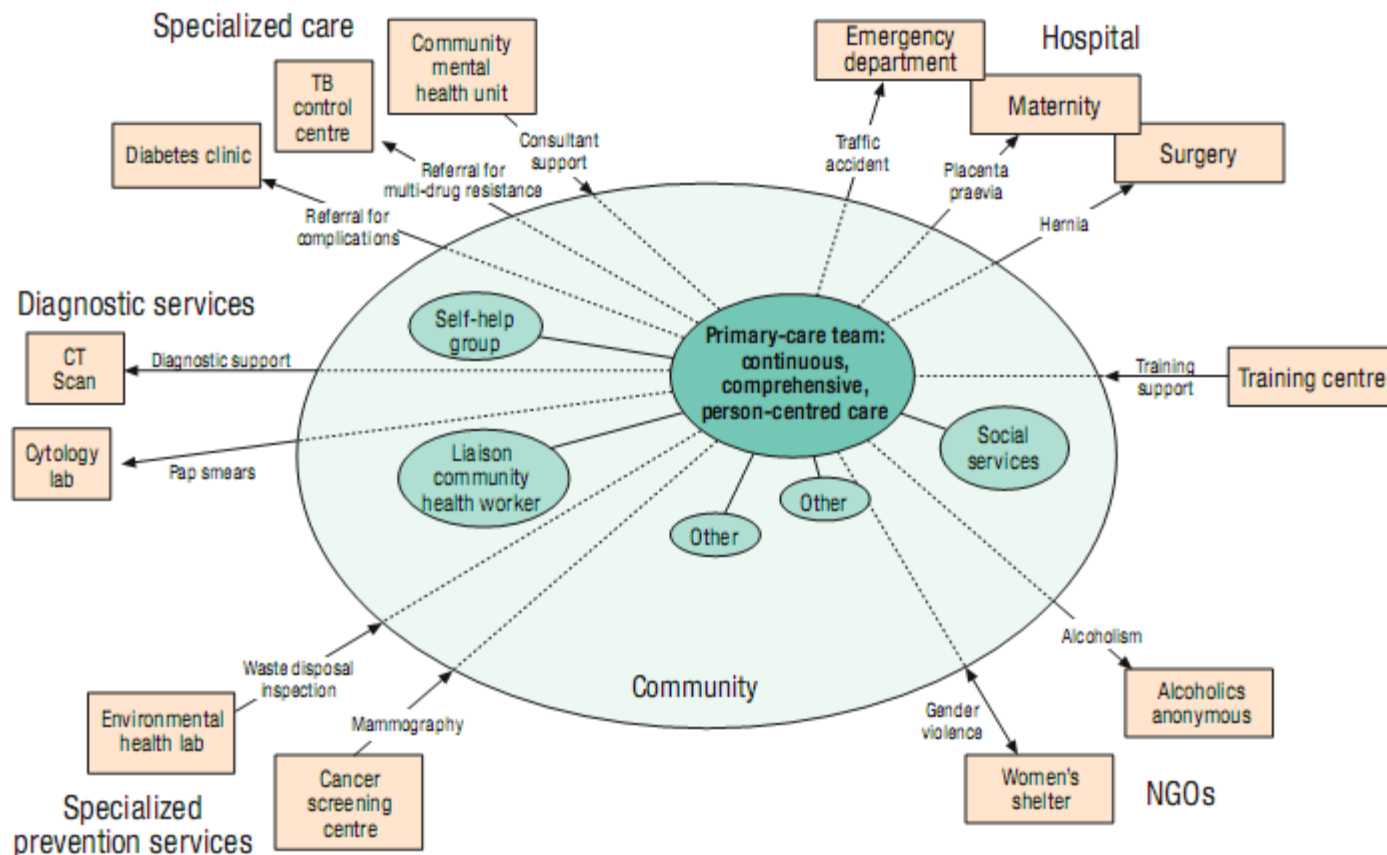 Specialized care
Community
mental
health unit
TB
control
centre
Diabetes clinic
Consultant
support
Referral for
multi-drug resistance
Referral for
complications
Emergency
department
Hospital
Maternity
Surgery
Traffic
accident
Placenta
praevia
Hernia
Diagnostic services
CT
Scan
Diagnostic support
Cytology
lab
Pap smears
Self-help
group
Primary-care team:
continuous,
comprehensive,
person-centred care
Liaison
community
health worker
Other
Other
Social
services
Training
support
Training centre
Community
Waste disposal
inspection
Environmental
health lab
Mammography
Cancer
screening
centre
Specialized
prevention services
Gender
violence
Women's
shelter
Alcoholism
Alcoholics
anonymous
NGOs